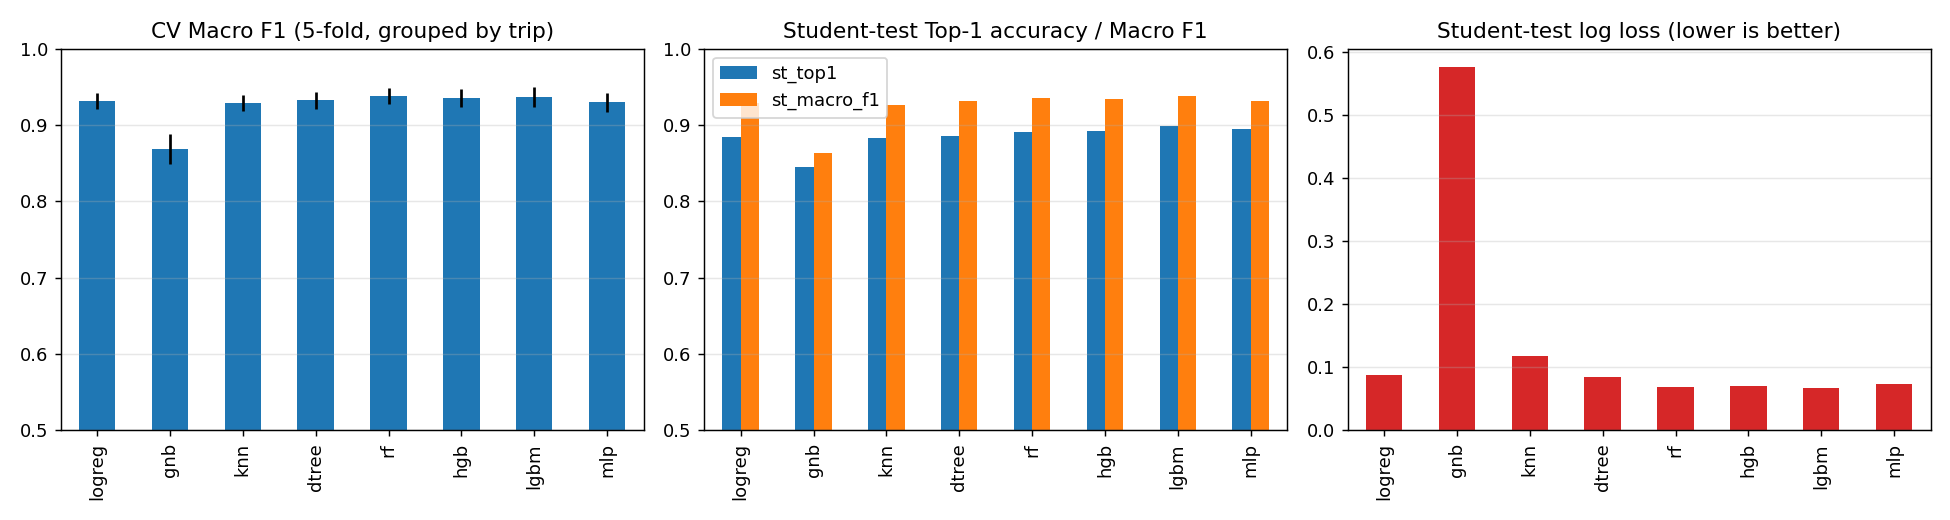 CV Macro F1 (5-fold, grouped by trip)
1.0
0.9
0.8
0.7
0.6
0.5
logreg
gnb
knn
dtree
rf
hgb
lgbm
mlp
Student-test Top-1 accuracy / Macro F1
st_top1
st_macro_f1
1.0
0.9
0.8
0.7
0.6
0.5
logreg
gnb
knn
dtree
rf
hgb
lgbm
mlp
Student-test log loss (lower is better)
0.6
0.5
0.4
0.3
0.2
0.1
0.0
logreg
gnb
knn
dtree
rf
hgb
lgbm
mlp